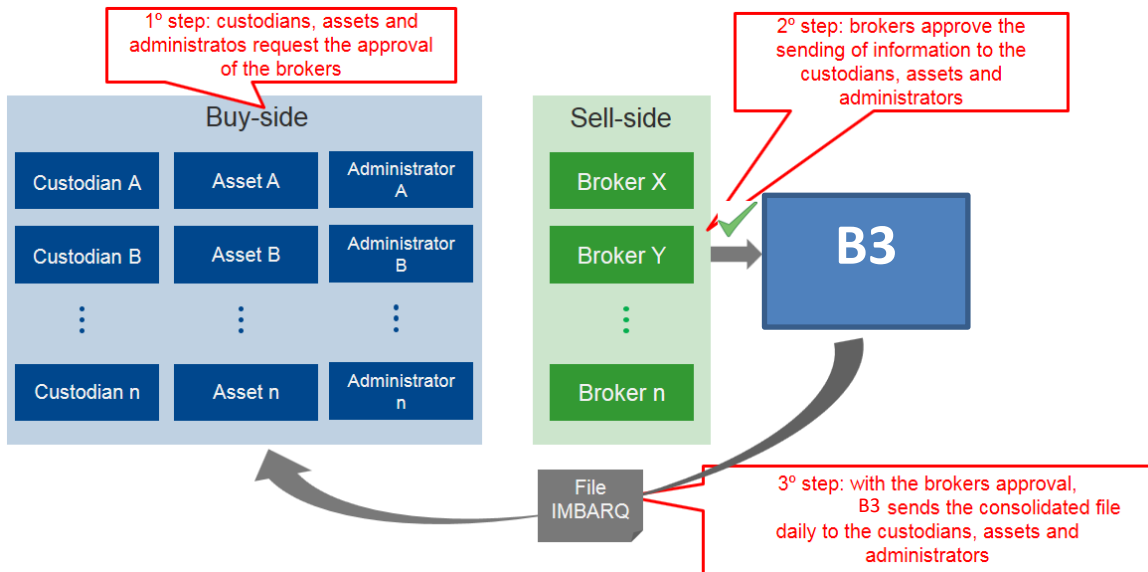 1º step: custodians, assets and
administratos request the approval
of the brokers
2º step: brokers approve the
sending of information to the
custodians, assets and
administrators
Buy-side
Sell-side
Custodian A
Asset A
Administrator
A
Broker X
Custodian B
Asset B
Administrator
B
Broker Y
B3
Custodian n
Asset n
Administrator
n
Broker n
File
IMBARQ
3º step: with the brokers approval,
B3 sends the consolidated file
daily to the custodians, assets and
administrators